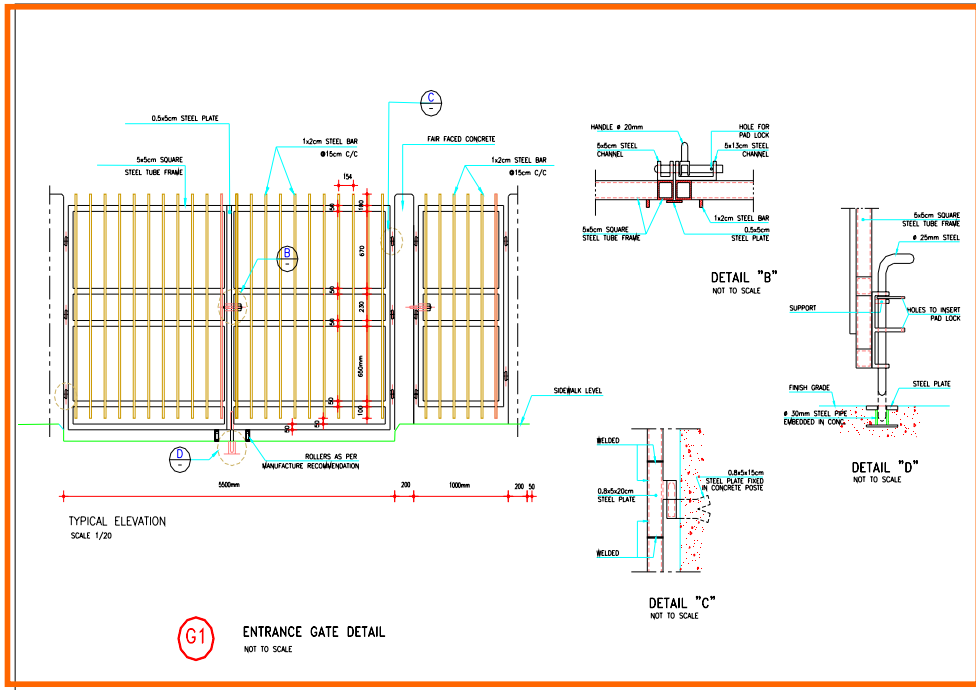 C
-
0.5x5cm STEEL PLATE
1x2cm STEEL BAR
@15cm C/C
FAIR FACED CONCRETE
5x5cm SQUARE
STEEL TUBE FRAME
154
1x2cm STEEL BAR
@15cm C/C
50
180
670
B
-
50
230
50
650mm
50
100
50
50
SIDEWALK LEVEL
D
-
ROLLERS AS PER
MANUFACTURE RECOMMENDATION
5500mm
200
1000mm
200
50
TYPICAL ELEVATION
SCALE 1/20
HANDLE ø 20mm
HOLE FOR
PAD LOCK
5x5cm STEEL
CHANNEL
5x13cm STEEL
CHANNEL
1x2cm STEEL BAR
5x5cm SQUARE
STEEL TUBE FRAME
0.5x5cm
STEEL PLATE
DETAIL "B"
NOT TO SCALE
5x5cm SQUARE
STEEL TUBE FRAME
ø 25mm STEEL
SUPPORT
HOLES TO INSERT
PAD LOCK
FINISH GRADE
STEEL PLATE
ø 30mm STEEL PIPE
EMBEDDED IN CONC.
DETAIL "D"
NOT TO SCALE
WELDED
0.8x5x15cm
STEEL PLATE FIXED
IN CONCRETE POSTE
0.8x5x20cm
STEEL PLATE
WELDED
DETAIL "C"
NOT TO SCALE
G1
ENTRANCE GATE DETAIL
NOT TO SCALE